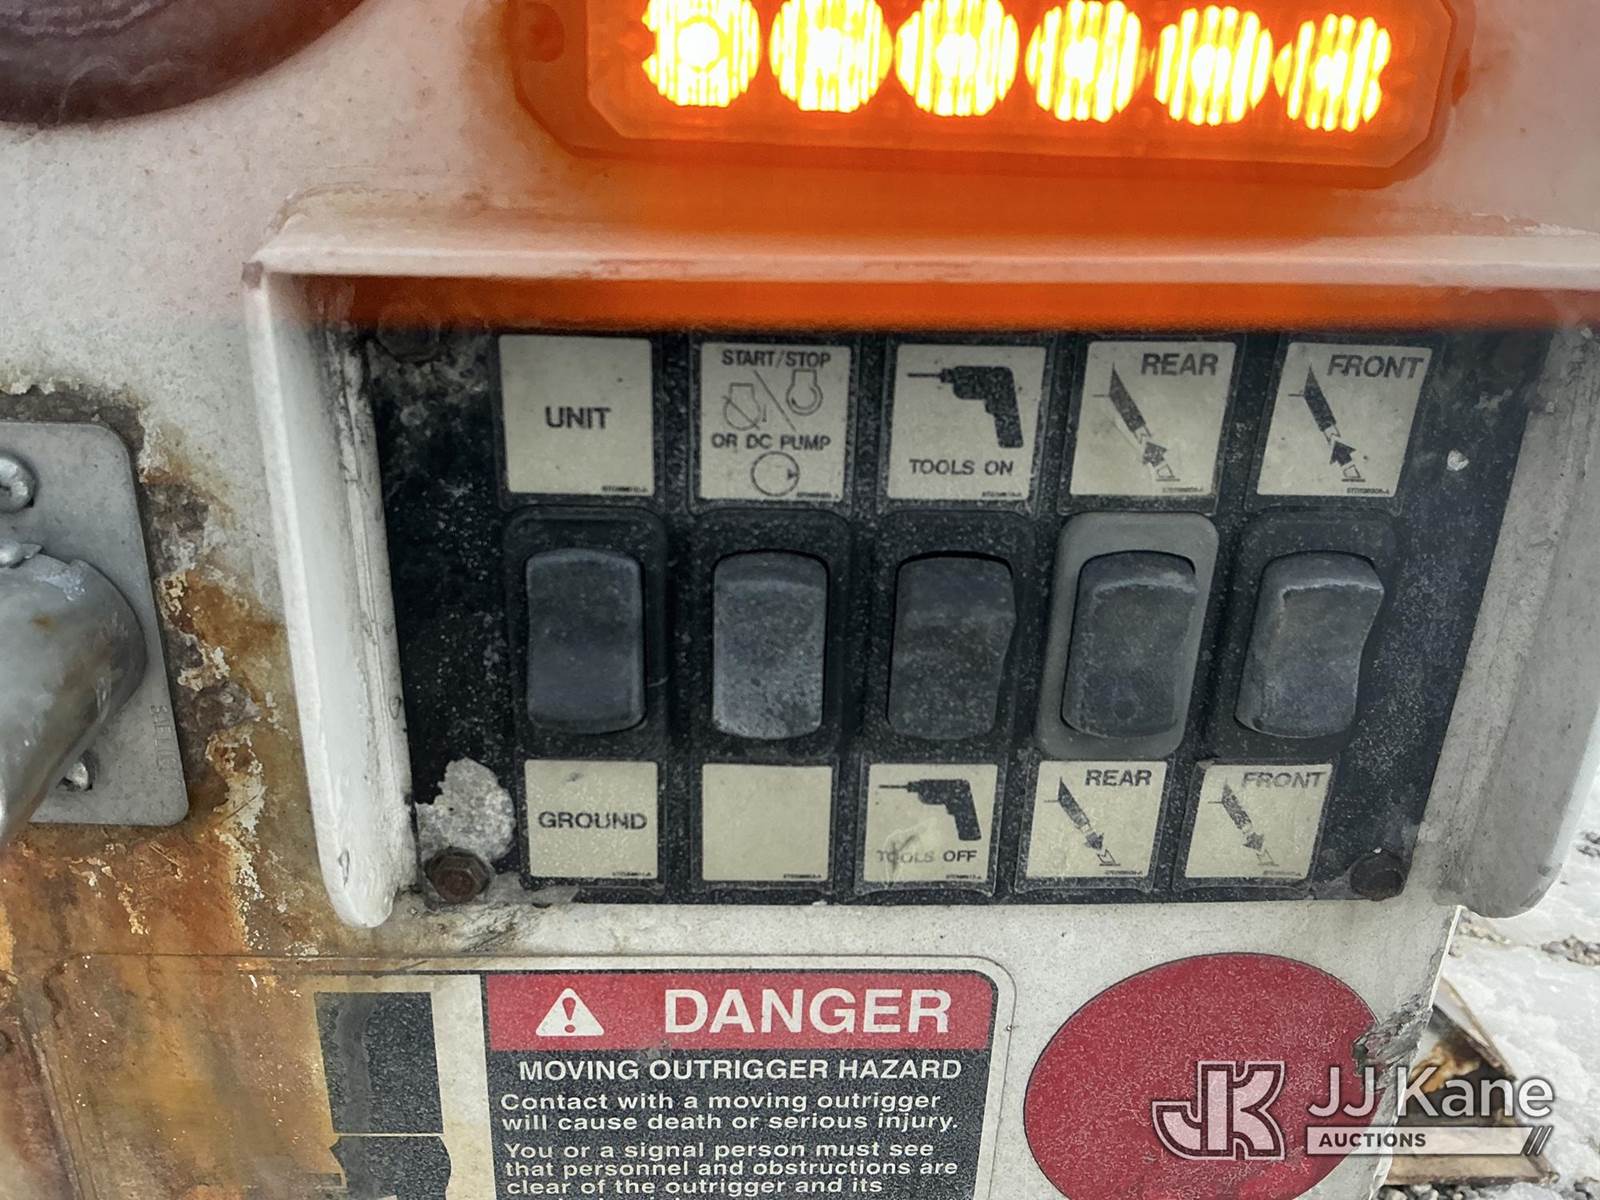 UNIT
START/STOP
OR DC PUMP
TOOLS ON
REAR
FRONT
GROUND
TOOLS OFF
REAR
FRONT
DANGER
MOVING OUTRIGGER HAZARD
Contact with a moving outrigger
will cause death or serious injury.
You or a signal person must see
that personnel and obstructions are
clear of the outrigger and its
JK JJ Kane
AUCTIONS